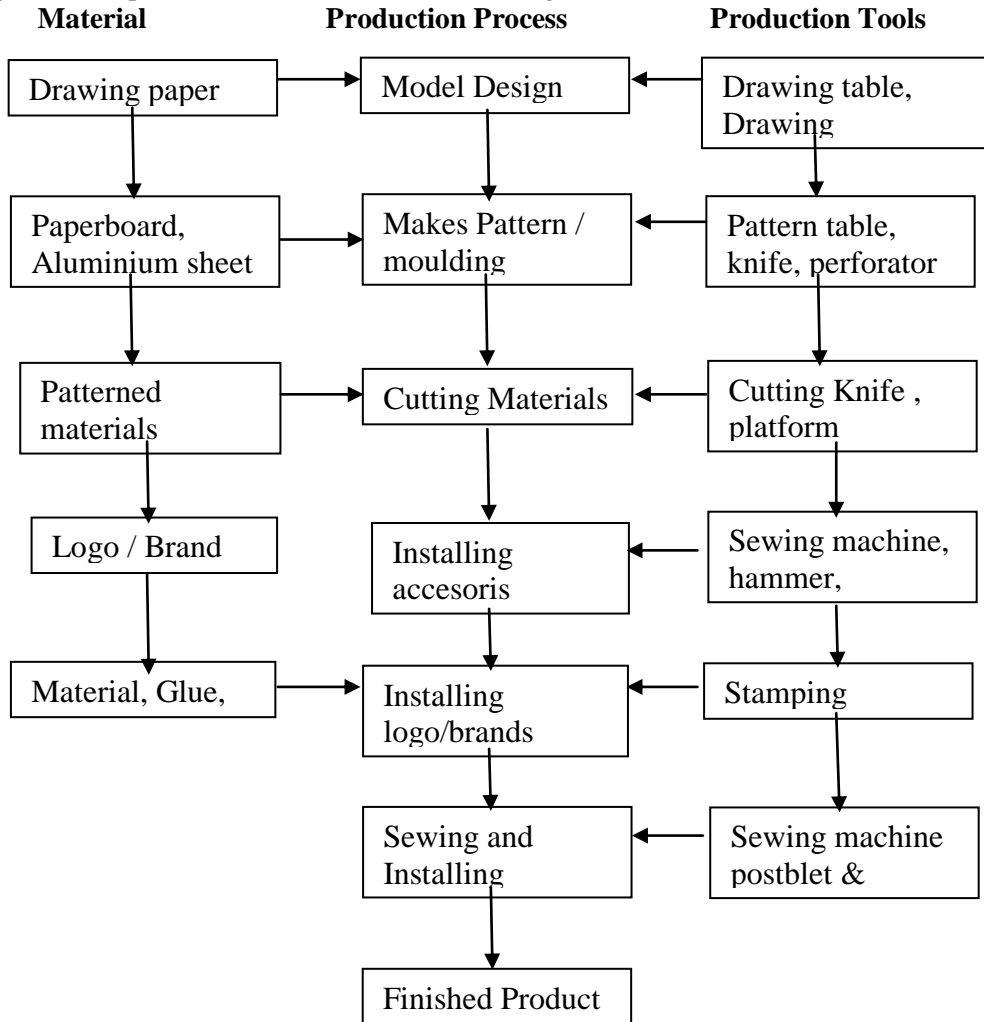 Material Production Process Production Tools
Drawing paper
Model Design
Drawing table,
Drawing
Paperboard,
Aluminium sheet
Makes Pattern /
moulding
Pattern table,
knife, perforator
Patterned
materials
Cutting Materials
Cutting Knife ,
platform
Logo / Brand
Installing
accesoris
Sewing machine,
hammer,
Material, Glue,
Installing
logo/brands
Stamping
Sewing and
Installing
Sewing machine
postblet &
Finished Product